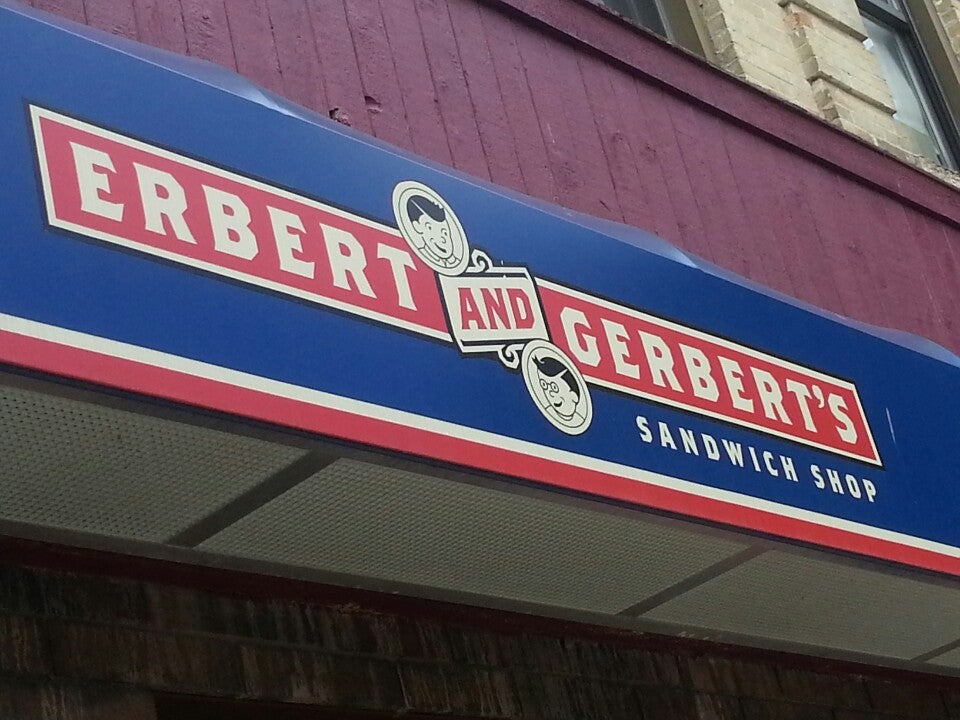 ERBERT AND GERBERT'S
SANDWICH SHOP